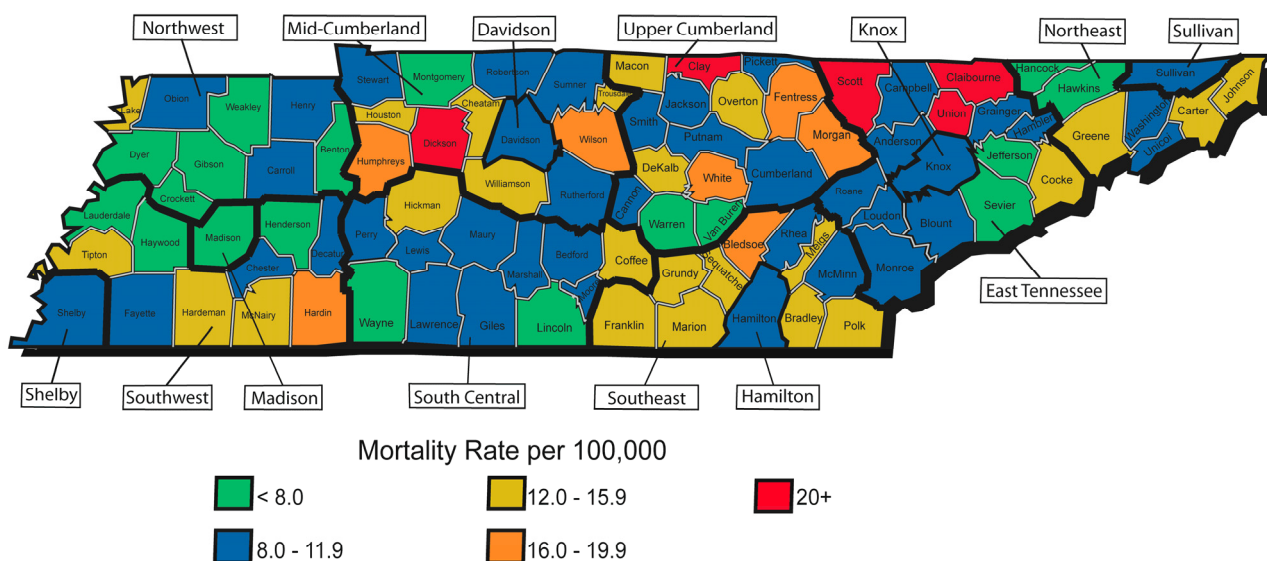 Northwest
Mid-Cumberland
Davidson
Upper Cumberland
Knox
Northeast
Sullivan
Lake
Obion
Weakley
Henry
Stewart
Montgomery
Robertson
Sumner
Macon
Trousdale
Clay
Pickett
Scott
Campbell
Claibourne
Hancock
Hawkins
Sullivan
Johnson
Carter
Washington
Unicoi
Greene
Dyer
Gibson
Carroll
Benton
Houston
Humphreys
Dickson
Cheatam
Davidson
Wilson
Smith
Jackson
Overton
Fentress
Morgan
Anderson
Union
Grainger
Hambler
Jefferson
Cocke
Sevier
Knox
Crockett
Lauderdale
Haywood
Madison
Henderson
Decatur
Perry
Hickman
Williamson
Rutherford
Cannon
DeKalb
Putnam
White
Cumberland
Roane
Loudon
Blount
Tipton
Chester
Lewis
Maury
Marshall
Bedford
Moore
Coffee
Warren
Van Buren
Bledsoe
Rhea
Meigs
McMinn
Monroe
Shelby
Fayette
Hardeman
McNairy
Hardin
Wayne
Lawrence
Giles
Lincoln
Franklin
Grundy
Sequatche
Marion
Hamilton
Bradley
Polk
East Tennessee
Shelby
Southwest
Madison
South Central
Southeast
Hamilton
Mortality Rate per 100,000
< 8.0
12.0 - 15.9
20+
8.0 - 11.9
16.0 - 19.9